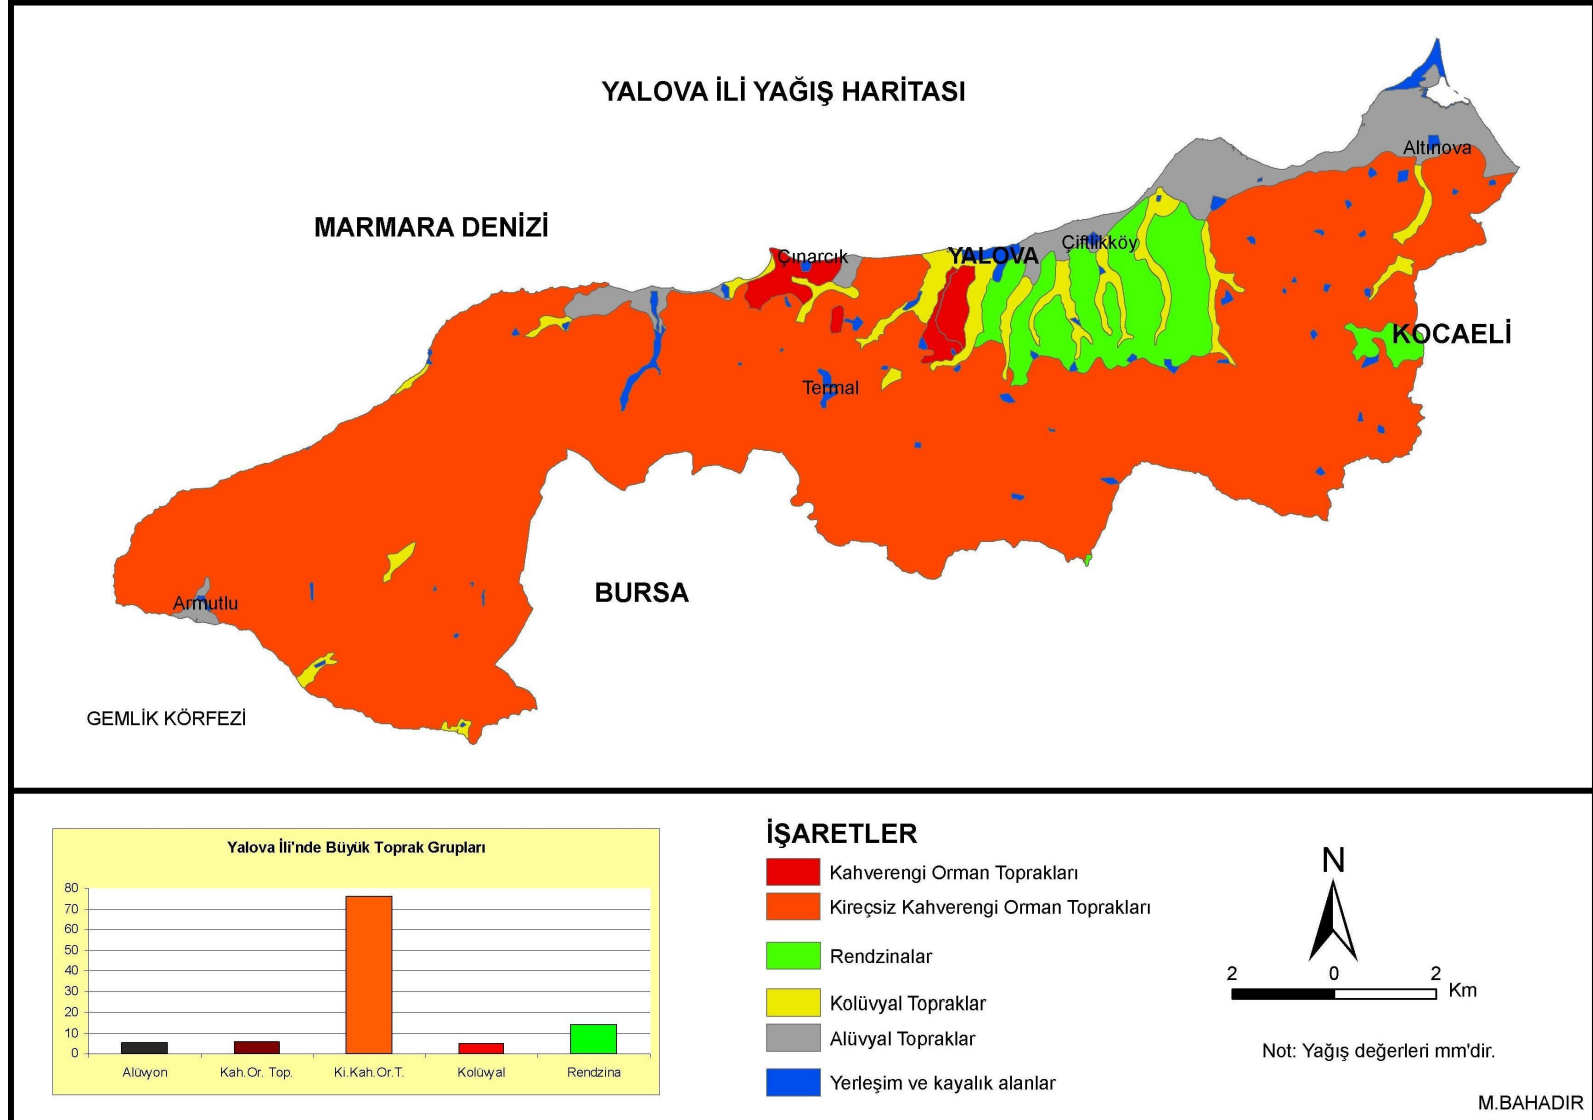 YALOVA İLİ YAĞIŞ HARİTASI
Altınova
MARMARA DENİZİ
Çınarcık
YALOVA
Çiftlikköy
KOCAELİ
Termal
BURSA
Armutlu
GEMLİK KÖRFEZİ
Yalova İli'nde Büyük Toprak Grupları
80
70
60
50
40
30
20
10
0
Alüvyon
Kah.Or. Top.
Ki.Kah.Or.T.
Kolüvyal
Rendzina
İŞARETLER
Kahverengi Orman Toprakları
Kireçsiz Kahverengi Orman Toprakları
Rendzinalar
Kolüvyal Topraklar
Alüvyal Topraklar
Yerleşim ve kayalık alanlar
N
2 0 2
Km
Not: Yağış değerleri mm'dir.
M.BAHADIR